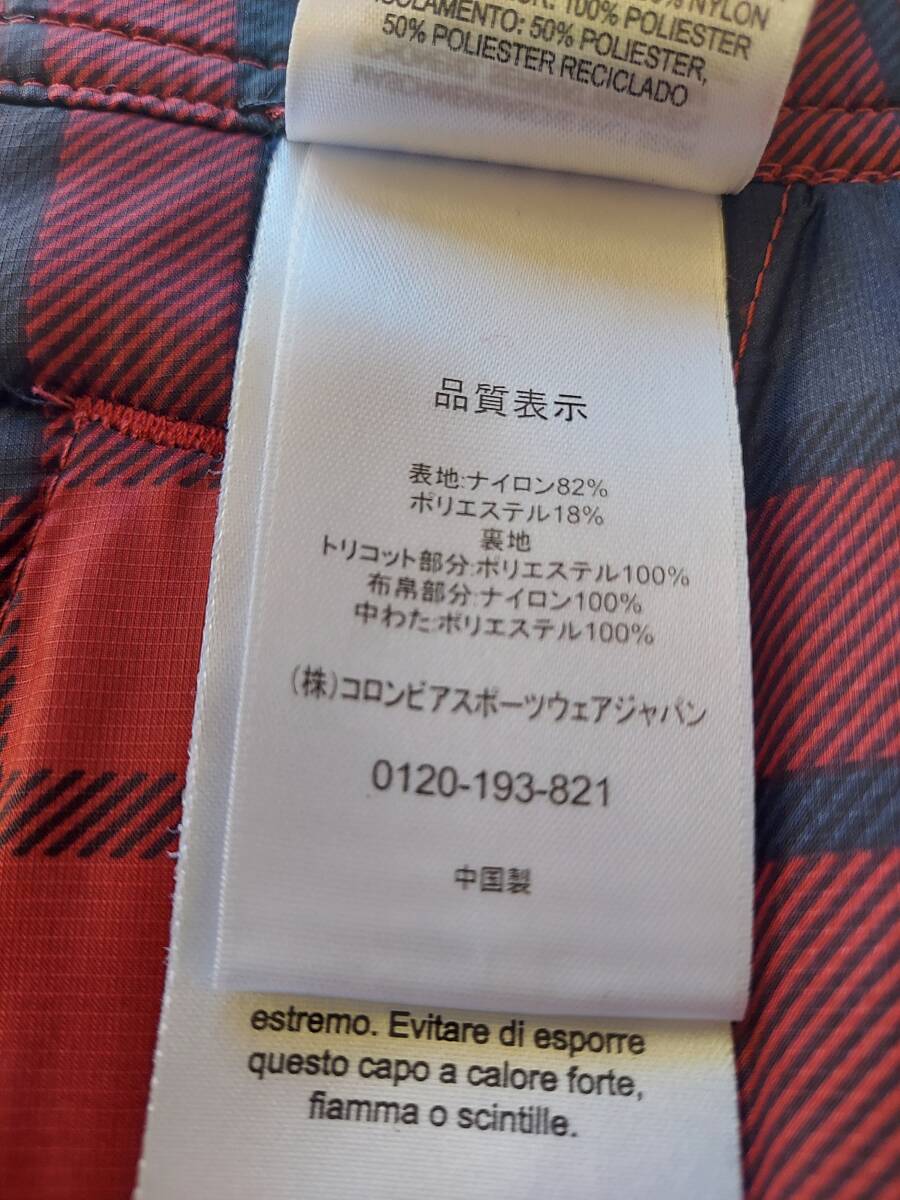 100% POLIESTER
ISOLAMENTO: 50% POLIESTER,
50% POLIESTER RECICLADO
品質表示
表地:ナイロン82%
ポリエステル18%
裏地
トリコット部分:ポリエステル100%
布帛部分:ナイロン100%
中わた:ポリエステル100%
(株)コロンビアスポーツウェアジャパン
0120-193-821
中国製
estremo. Evitare di esporre
questo capo a calore forte,
fiamma o scintille.